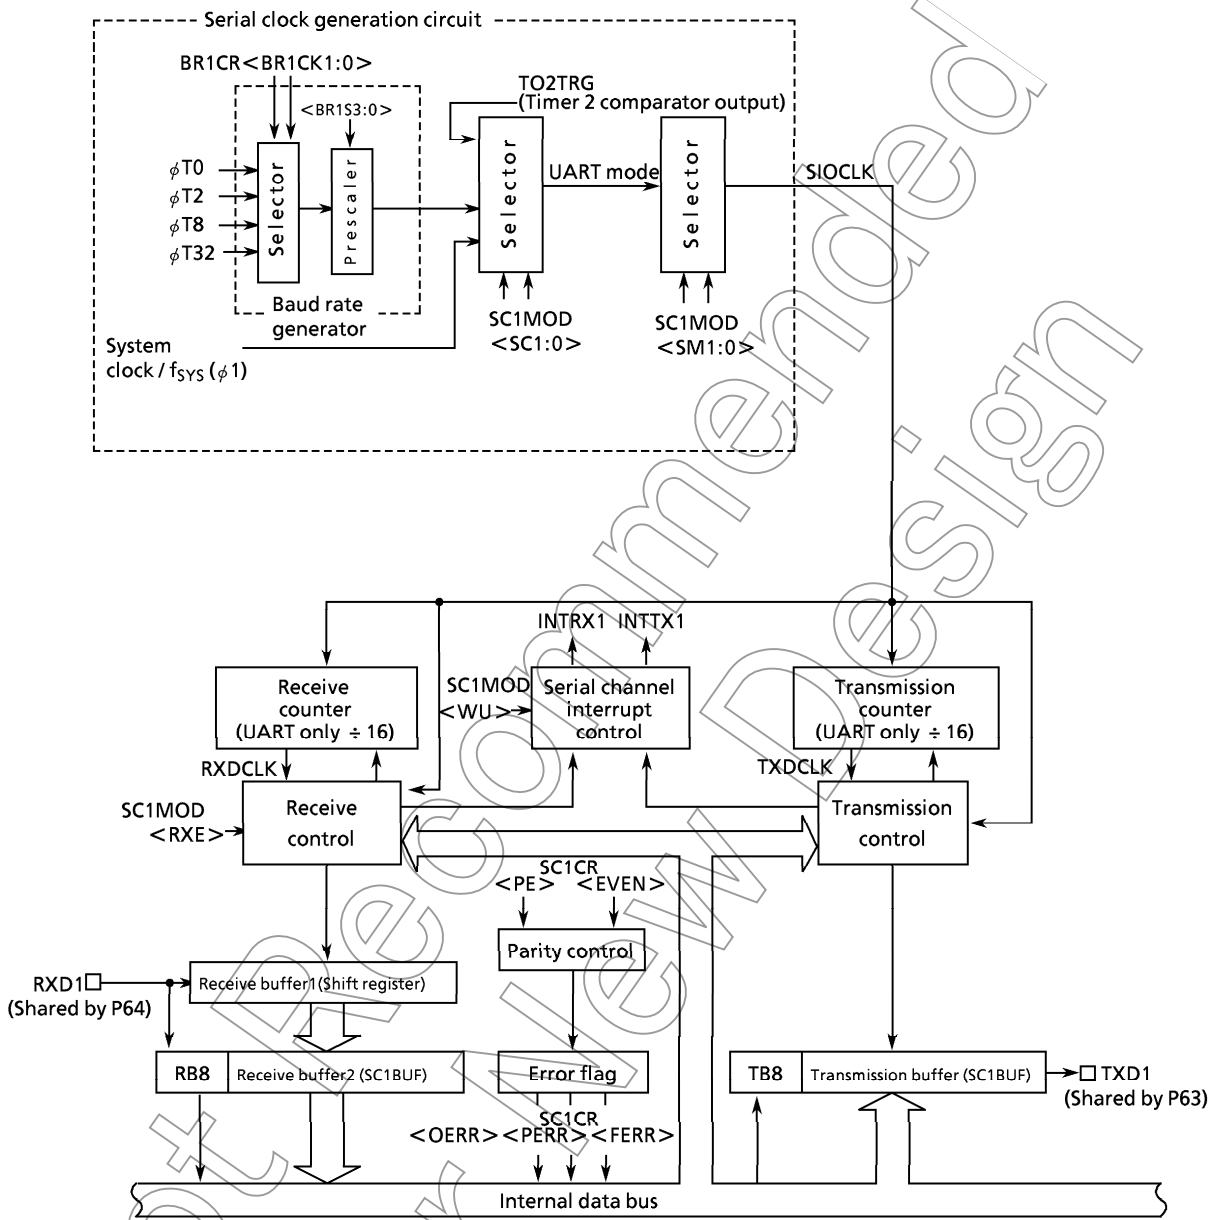 Serial clock generation circuit
BR1CR<BR1CK1:0>
<BR1S3:0>
TO2TRG
(Timer 2 comparator output)
φT0
φT2
φT8
φT32
Selector
Prescaler
Selector
UART mode
Selector
SIOCLK
Baud rate
generator
SC1MOD
<SC1:0>
SC1MOD
<SM1:0>
System
clock / fSYS (φ1)
INTRX1
INTTX1
Receive
counter
(UART only ÷ 16)
SC1MOD
<WU>
Serial channel
interrupt
control
Transmission
counter
(UART only ÷ 16)
RXDCLK
TXDCLK
SC1MOD
<RXE>
Receive
control
Transmission
control
SC1CR
<PE>
<EVEN>
Parity control
RXD1
(Shared by P64)
Receive buffer1(Shift register)
RB8
Receive buffer2 (SC1BUF)
Error flag
TB8
Transmission buffer (SC1BUF)
TXD1
(Shared by P63)
SC1CR
<OERR>
<PERR>
<FERR>
Internal data bus
ot Recommended
r New Design